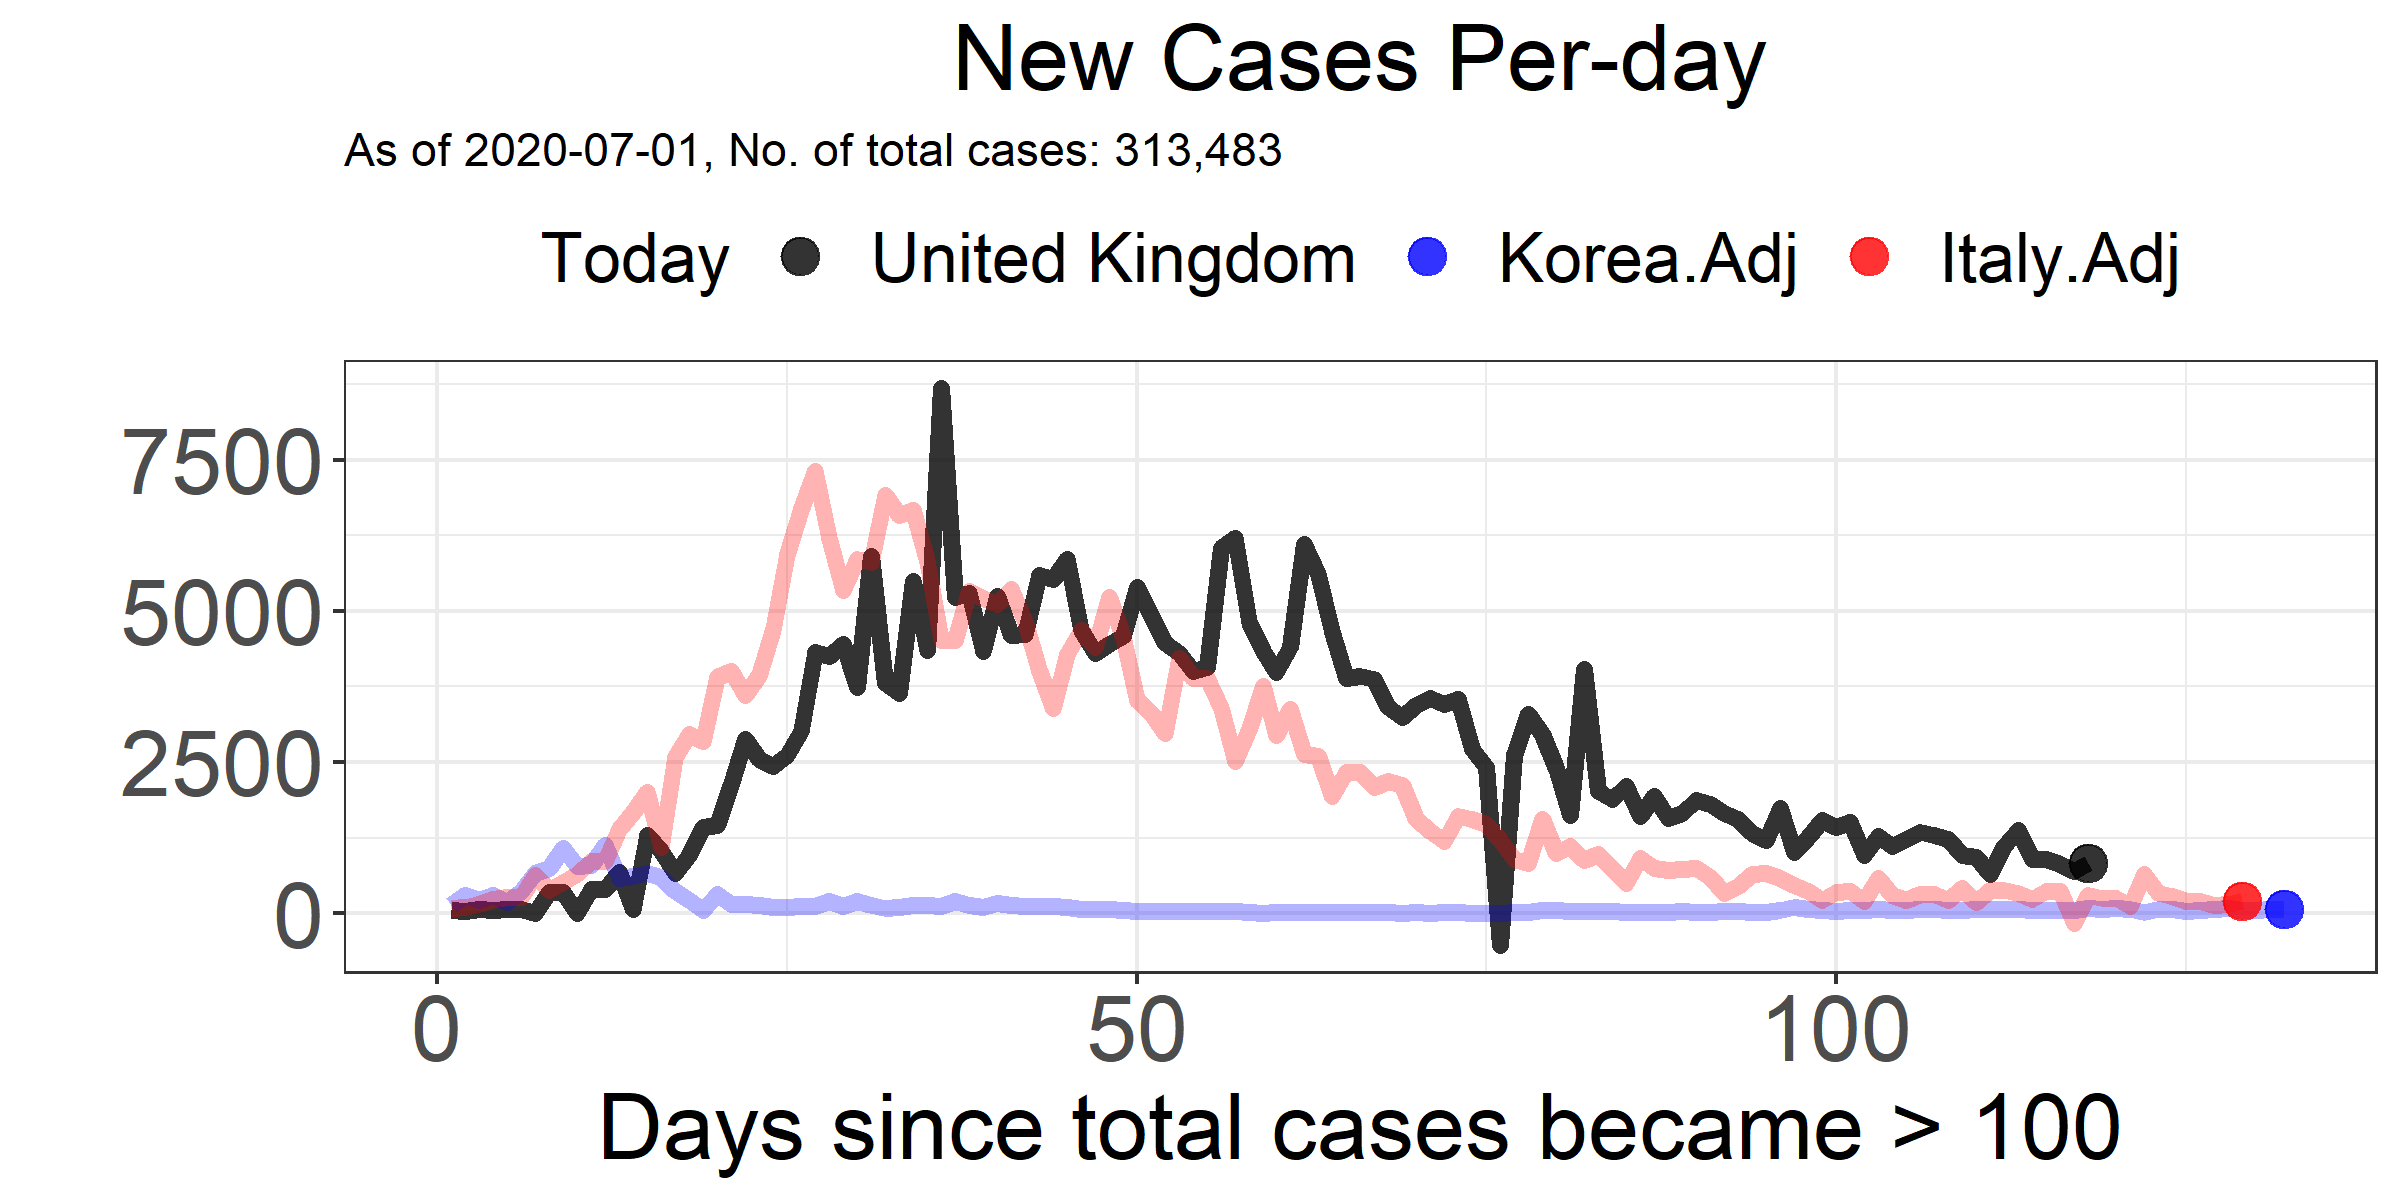 New Cases Per-day
As of 2020-07-01, No. of total cases: 313,483
Today United Kingdom Korea.Adj Italy.Adj
7500
5000
2500
0
0 50 100
Days since total cases became > 100